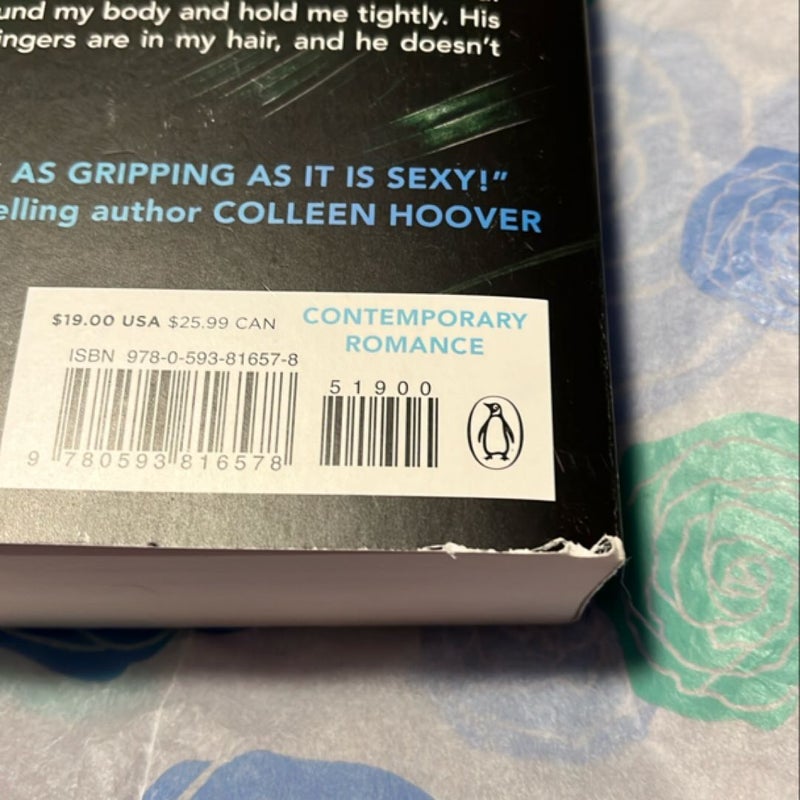 und my body and hold me tightly. His
ingers are in my hair, and he doesn't
AS GRIPPING AS IT IS SEXY!"
elling author COLLEEN HOOVER
$19.00 USA $25.99 CAN
CONTEMPORARY
ROMANCE
ISBN 978-0-593-81657-8
51900
9 780593 816578